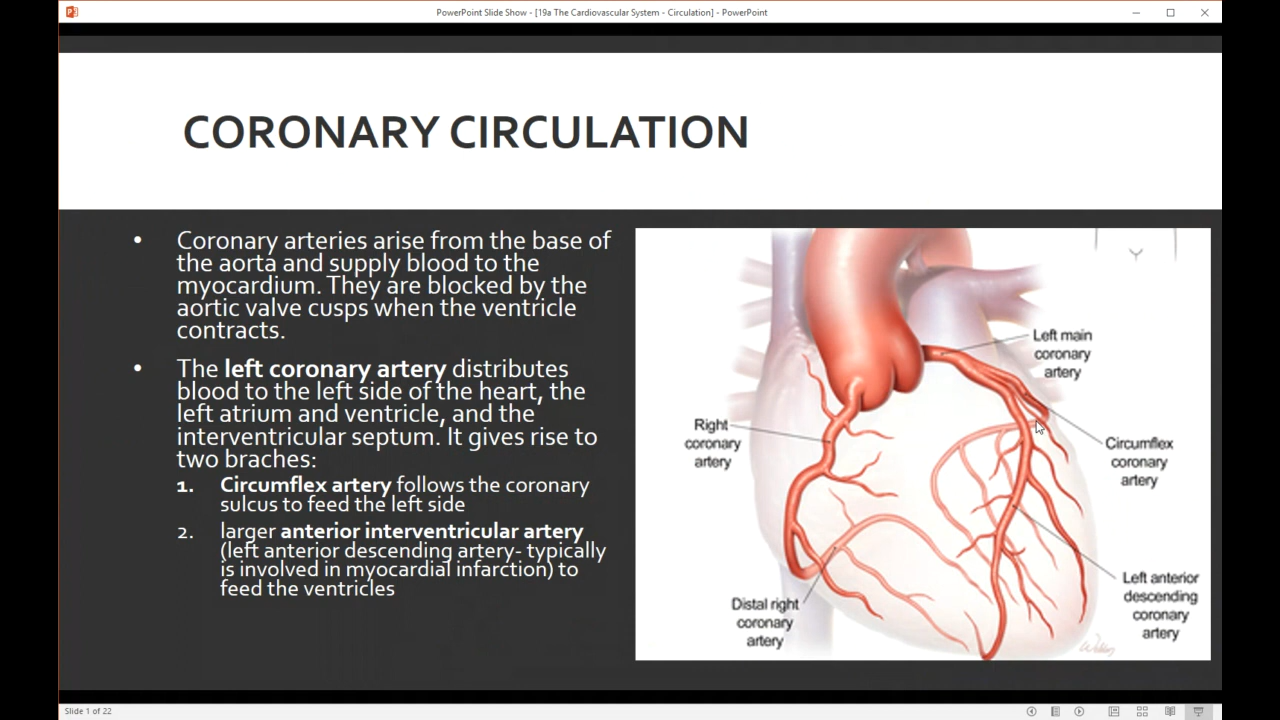 PowerPoint Slide Show - [19a The Cardiovascular System - Circulation] - PowerPoint
CORONARY CIRCULATION
• Coronary arteries arise from the base of
the aorta and supply blood to the
myocardium. They are blocked by the
aortic valve cusps when the ventricle
contracts.
• The left coronary artery distributes
blood to the left side of the heart, the
left atrium and ventricle, and the
interventricular septum. It gives rise to
two braches:
1. Circumflex artery follows the coronary
sulcus to feed the left side
2. larger anterior interventricular artery
(left anterior descending artery- typically
is involved in myocardial infarction) to
feed the ventricles
Left main
coronary
artery
Right
coronary
artery
Circumflex
coronary
artery
Left anterior
descending
coronary
artery
Distal right
coronary
artery
Slide 1 of 22